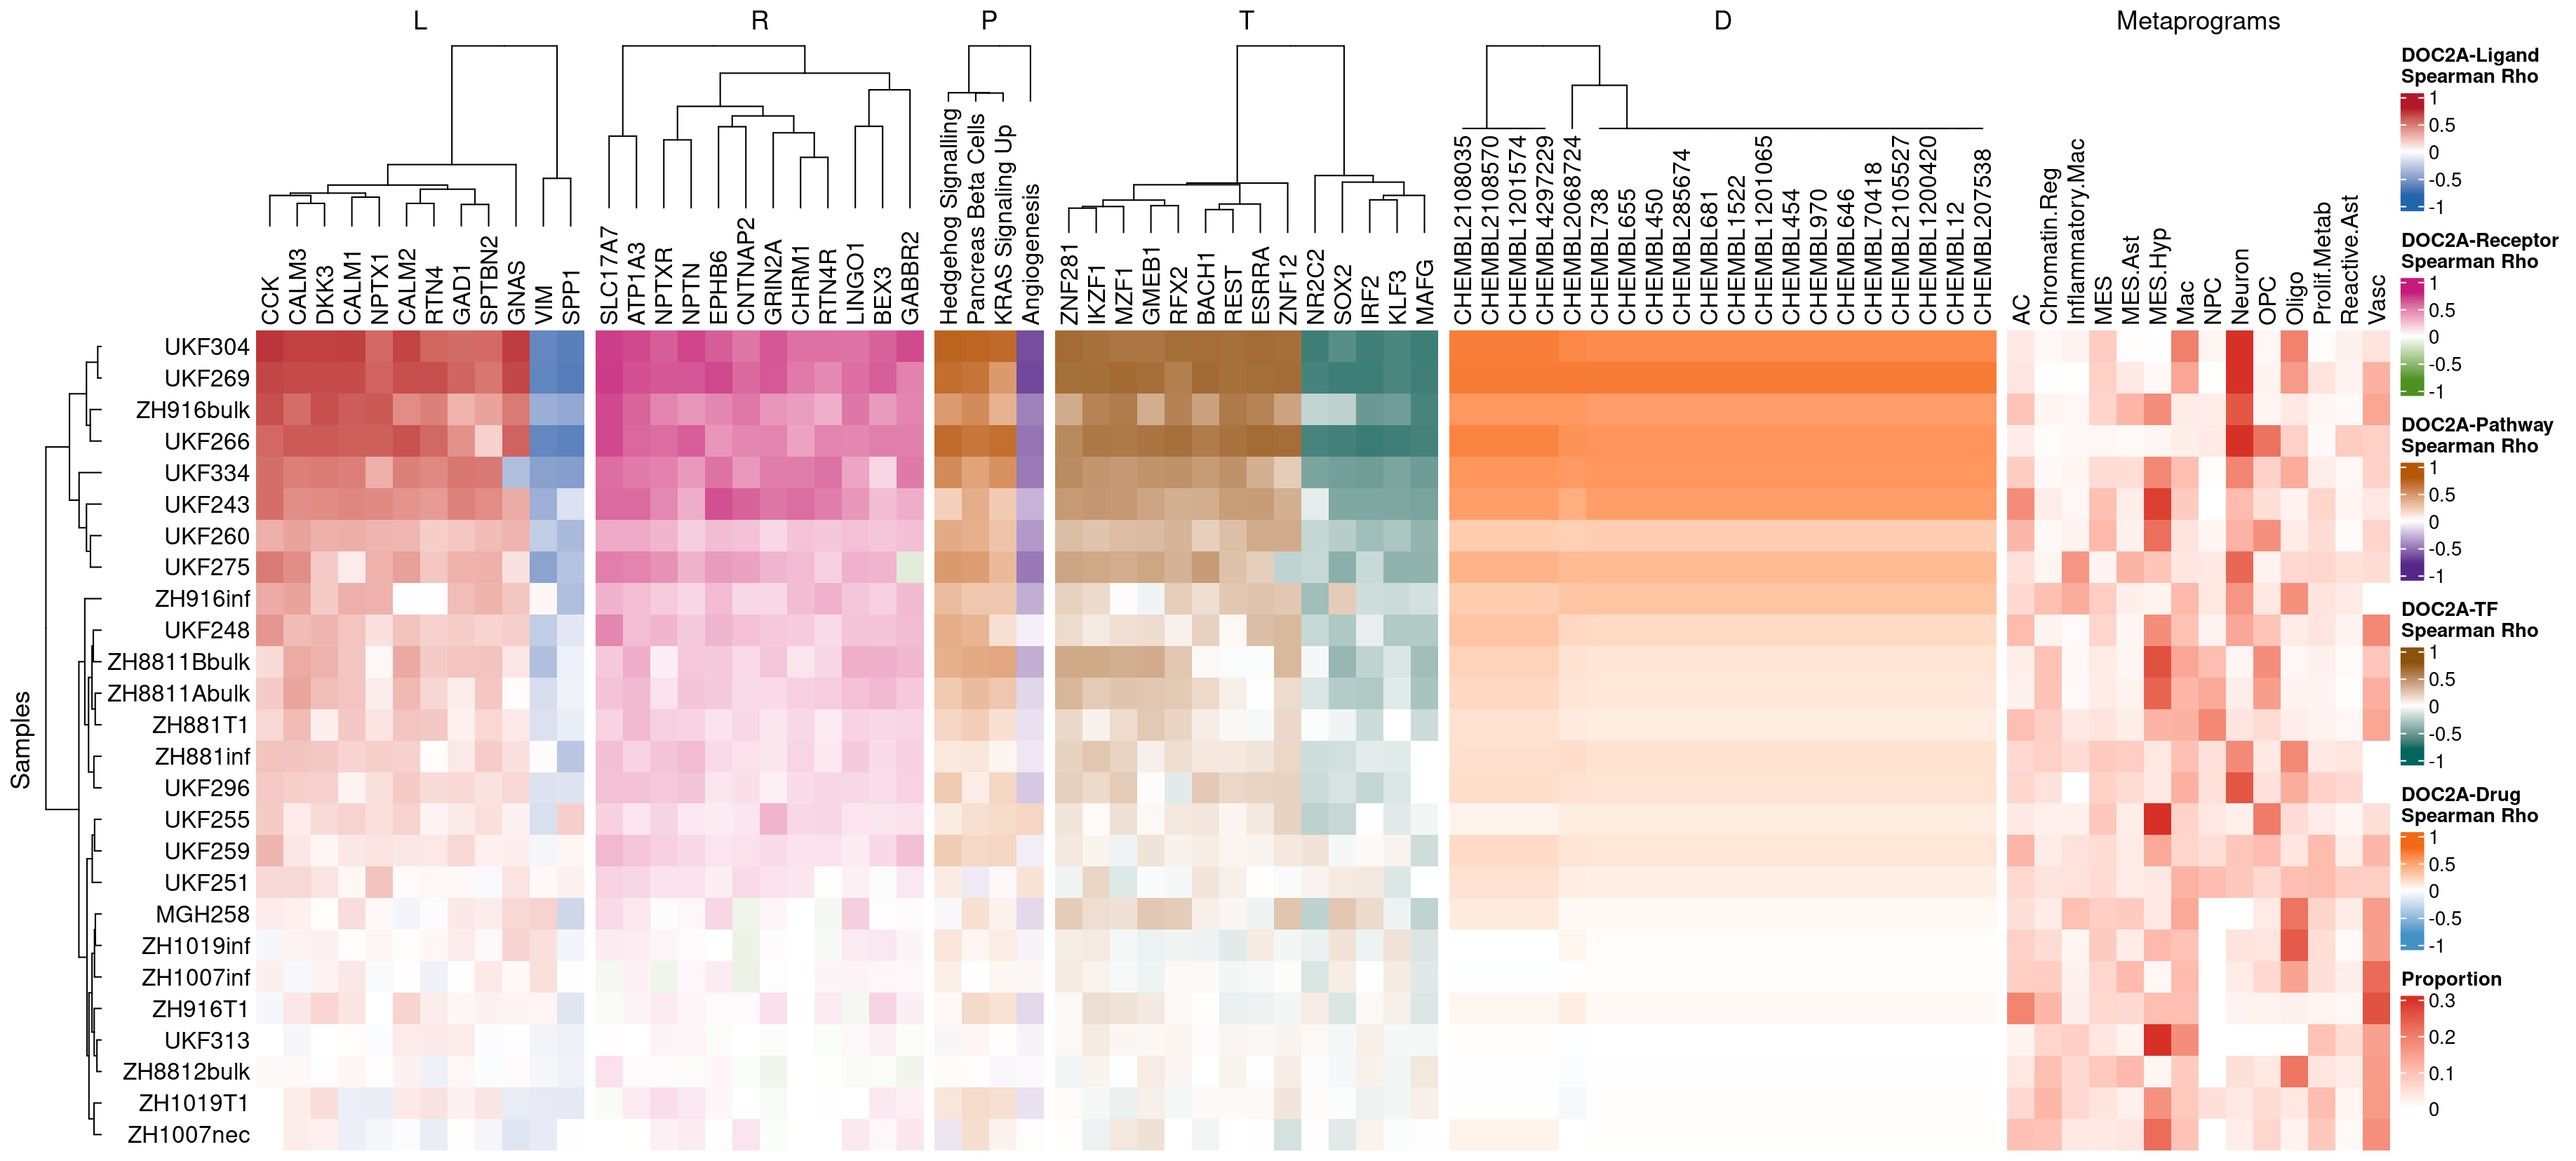 L R P T D Metaprograms
CCK
CALM3
DKK3
CALM1
NPTX1
CALM2
RTN4
GAD1
SPTBN2
GNAS
VIM
SPP1
SLC17A7
ATP1A3
NPTXR
NPTN
EPHB6
CNTNAP2
GRIN2A
CHRM1
RTN4R
LINGO1
BEX3
GABBR2
Hedgehog Signalling
Pancreas Beta Cells
KRAS Signaling Up
Angiogenesis
ZNF281
IKZF1
MZF1
GMEB1
RFX2
BACH1
REST
ESRRA
ZNF12
NR2C2
SOX2
IRF2
KLF3
MAFG
CHEMBL2108035
CHEMBL2108570
CHEMBL1201574
CHEMBL4297229
CHEMBL2068724
CHEMBL738
CHEMBL655
CHEMBL450
CHEMBL285674
CHEMBL681
CHEMBL1522
CHEMBL1201065
CHEMBL454
CHEMBL970
CHEMBL646
CHEMBL70418
CHEMBL2105527
CHEMBL1200420
CHEMBL12
CHEMBL207538
AC
Chromatin.Reg
Inflammatory.Mac
MES
MES.Ast
MES.Hyp
Mac
NPC
Neuron
OPC
Oligo
Prolif.Metab
Reactive.Ast
Vasc
Samples
UKF304
UKF269
ZH916bulk
UKF266
UKF334
UKF243
UKF260
UKF275
ZH916inf
UKF248
ZH8811Bbulk
ZH8811Abulk
ZH881T1
ZH881inf
UKF296
UKF255
UKF259
UKF251
MGH258
ZH1019inf
ZH1007inf
ZH916T1
UKF313
ZH8812bulk
ZH1019T1
ZH1007nec
DOC2A-Ligand
Spearman Rho
1
0.5
0
-0.5
-1
DOC2A-Receptor
Spearman Rho
1
0.5
0
-0.5
-1
DOC2A-Pathway
Spearman Rho
1
0.5
0
-0.5
-1
DOC2A-TF
Spearman Rho
1
0.5
0
-0.5
-1
DOC2A-Drug
Spearman Rho
1
0.5
0
-0.5
-1
Proportion
0.3
0.2
0.1
0